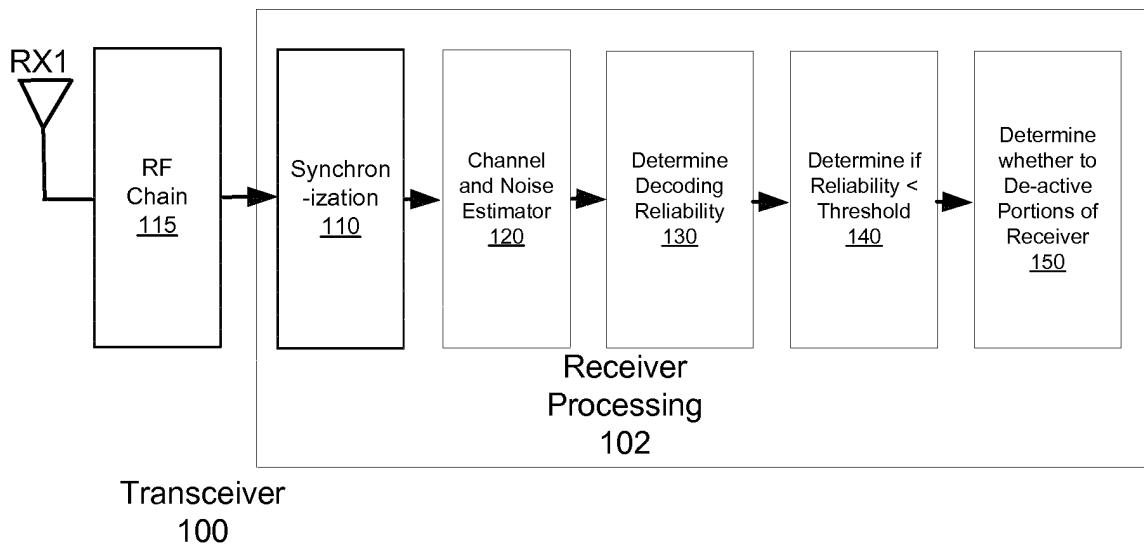 RX1
RF
Chain
115
Synchron
-ization
110
Channel
and Noise
Estimator
120
Determine
Decoding
Reliability
130
Determine if
Reliability <
Threshold
140
Determine
whether to
De-active
Portions of
Receiver
150
Receiver
Processing
102
Transceiver
100